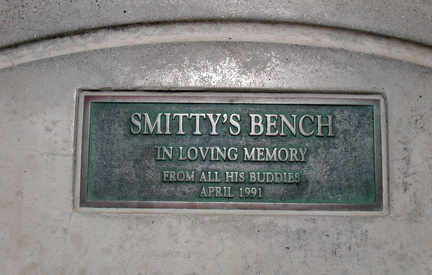 SMITTY'S BENCH
IN LOVING MEMORY
FROM ALL HIS BUDDIES
APRIL 1991